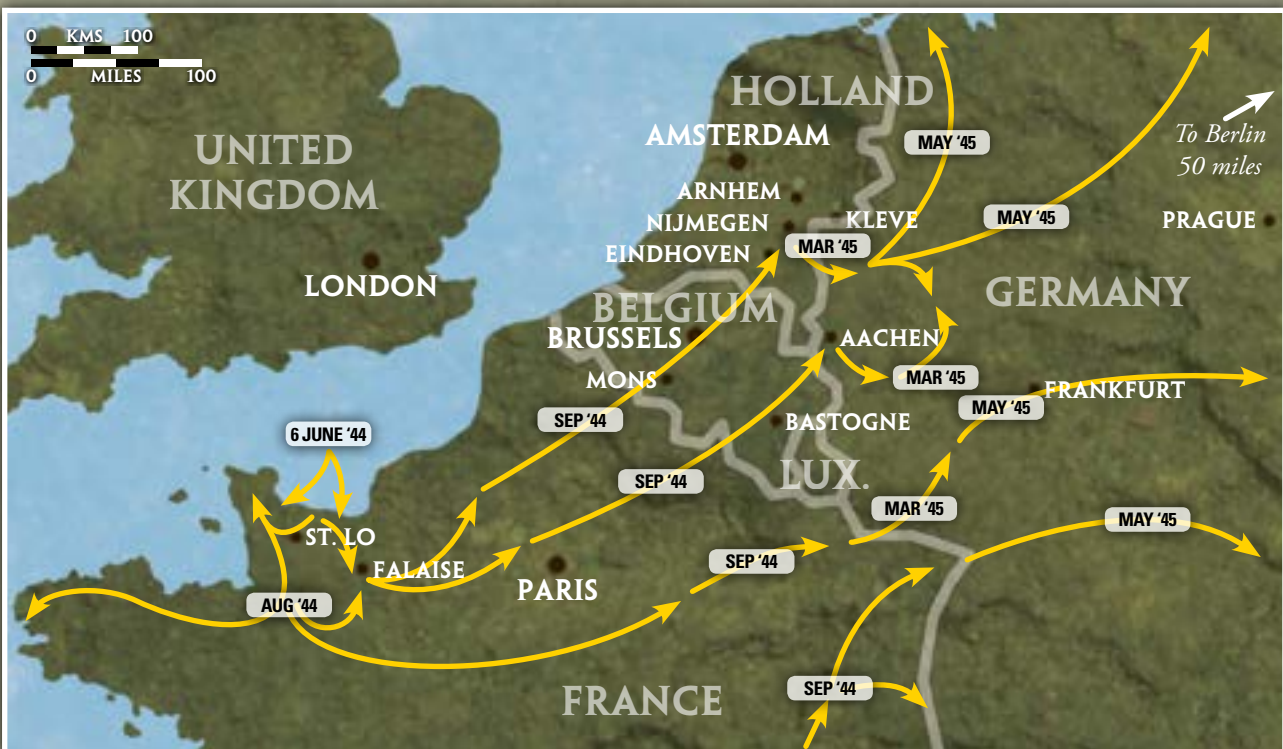 0 KMS 100
0 MILES 100
HOLLAND
AMSTERDAM
UNITED
KINGDOM
MAY ‘45
To Berlin
50 miles
ARNHEM
NIJMEGEN
KLEVE
MAY ‘45
PRAGUE
EINDHOVEN
MAR ‘45
LONDON
BELGIUM
GERMANY
BRUSSELS
AACHEN
MONS
MAR ‘45
FRANKFURT
MAY ‘45
SEP ‘44
BASTOGNE
6 JUNE ‘44
LUX.
SEP ‘44
MAR ‘45
MAY ‘45
ST. LO
SEP ‘44
FALAISE
PARIS
AUG ‘44
SEP ‘44
FRANCE